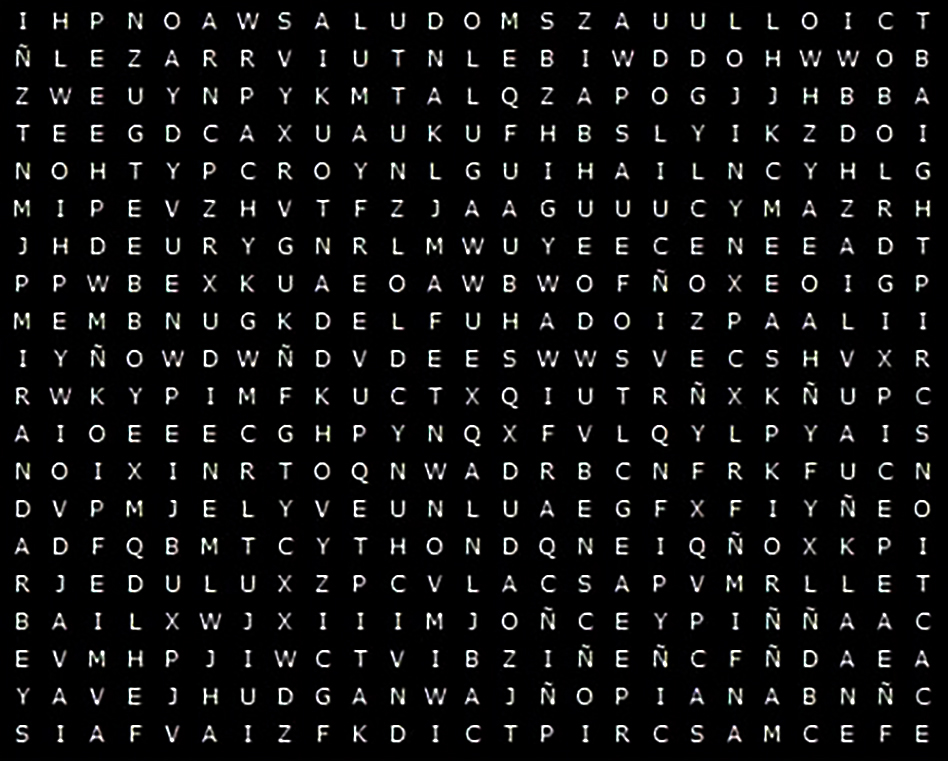 I H P N O A W S A L U D O M S Z A U U L L O I C T
Ñ L E Z A R R V I U T N L E B I W D D O H W W O B
Z W E U Y N P Y K M T A L Q Z A P O G J J H B B A
T E E G D C A X U A U K U F H B S L Y I K Z D O I
N O H T Y P C R O Y N L G U I H A I L N C Y H L G
M I P E V Z H V T F Z J A A G U U U C Y M A Z R H
J H D E U R Y G N R L M W U Y E E C E N E E A D T
P P W B E X K U A E O A W B W O F Ñ O X E O I G P
M E M B N U G K D E L F U H A D O I Z P A A L I I
I Y Ñ O W D W Ñ D V D E E S W W S V E C S H V X R
R W K Y P I M F K U C T X Q I U T R Ñ X K Ñ U P C
A I O E E E C G H P Y N Q X F V L Q Y L P Y A I S
N O I X I N R T O Q N W A D R B C N F R K F U C N
D V P M J E L Y V E U N L U A E G F X F I Y Ñ E O
A D F Q B M T C Y T H O N D Q N E I Q Ñ O X K P I
R J E D U L U X Z P C V L A C S A P V M R L L E T
B A I L X W J X I I I M J O Ñ C E Y P I Ñ Ñ A A C
E V M H P J I W C T V I B Z I Ñ E Ñ C F Ñ D A E A
Y A V E J H U D G A N W A J Ñ O P I A N A B N Ñ C
S I A F V A I Z F K D I C T P I R C S A M C E F E